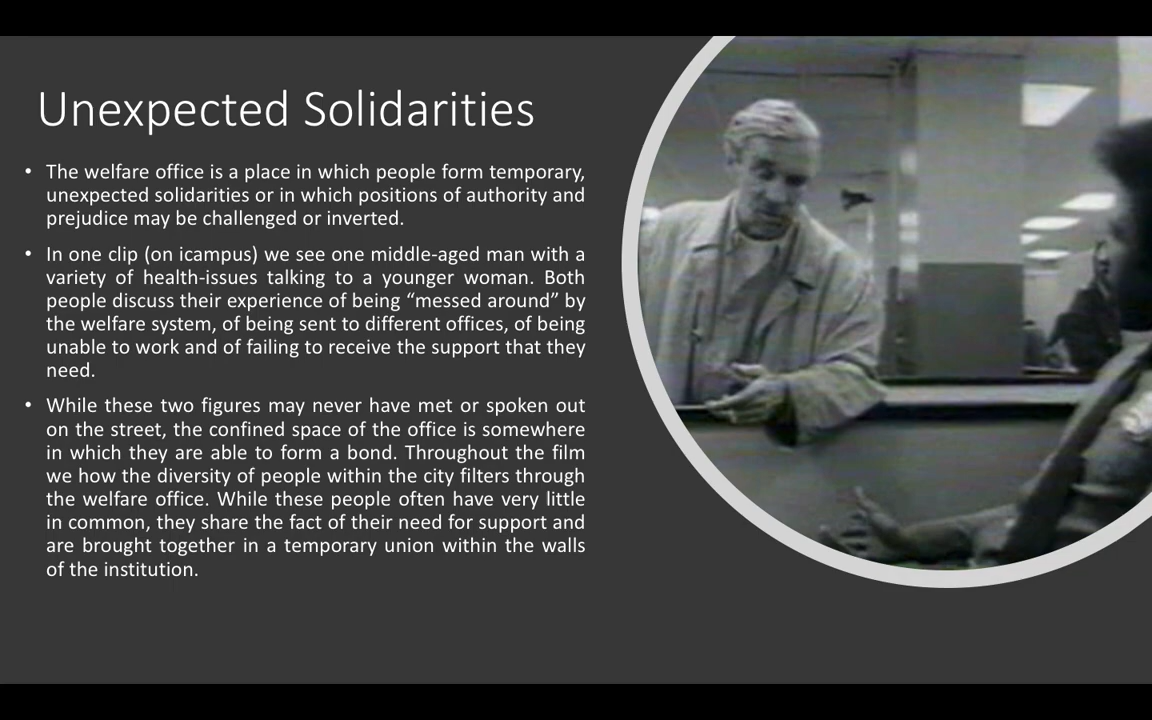 Unexpected Solidarities
• The welfare office is a place in which people form temporary,
unexpected solidarities or in which positions of authority and
prejudice may be challenged or inverted.
• In one clip (on icampus) we see one middle-aged man with a
variety of health-issues talking to a younger woman. Both
people discuss their experience of being “messed around” by
the welfare system, of being sent to different offices, of being
unable to work and of failing to receive the support that they
need.
• While these two figures may never have met or spoken out
on the street, the confined space of the office is somewhere
in which they are able to form a bond. Throughout the film
we how the diversity of people within the city filters through
the welfare office. While these people often have very little
in common, they share the fact of their need for support and
are brought together in a temporary union within the walls
of the institution.